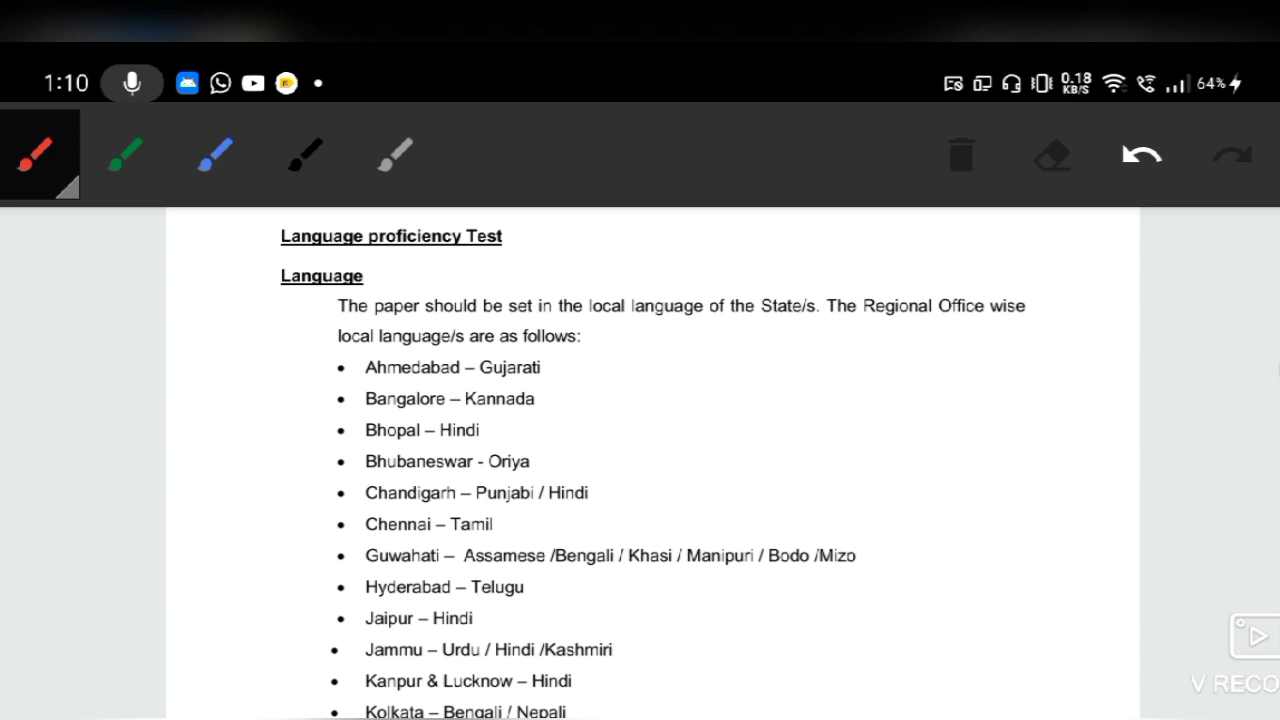 1:10
0.18
KB/S
64%
Language proficiency Test
Language
The paper should be set in the local language of the State/s. The Regional Office wise
local language/s are as follows:
• Ahmedabad – Gujarati
• Bangalore – Kannada
• Bhopal – Hindi
• Bhubaneswar - Oriya
• Chandigarh – Punjabi / Hindi
• Chennai – Tamil
• Guwahati – Assamese /Bengali / Khasi / Manipuri / Bodo /Mizo
• Hyderabad – Telugu
• Jaipur – Hindi
• Jammu – Urdu / Hindi /Kashmiri
• Kanpur & Lucknow – Hindi
• Kolkata – Bengali / Nepali
V RECO